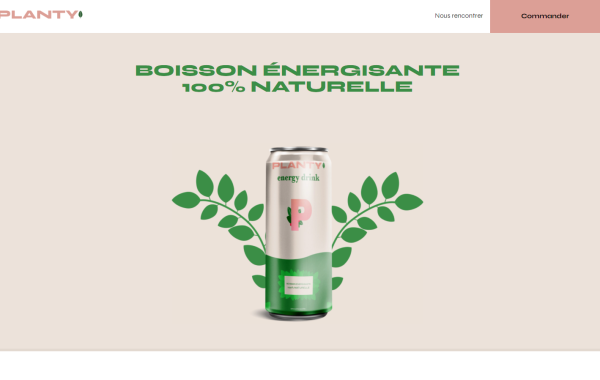 PLANTY
Nous rencontrer
Commander
BOISSON ÉNERGISANTE
100% NATURELLE
PLANTY
energy drink
P